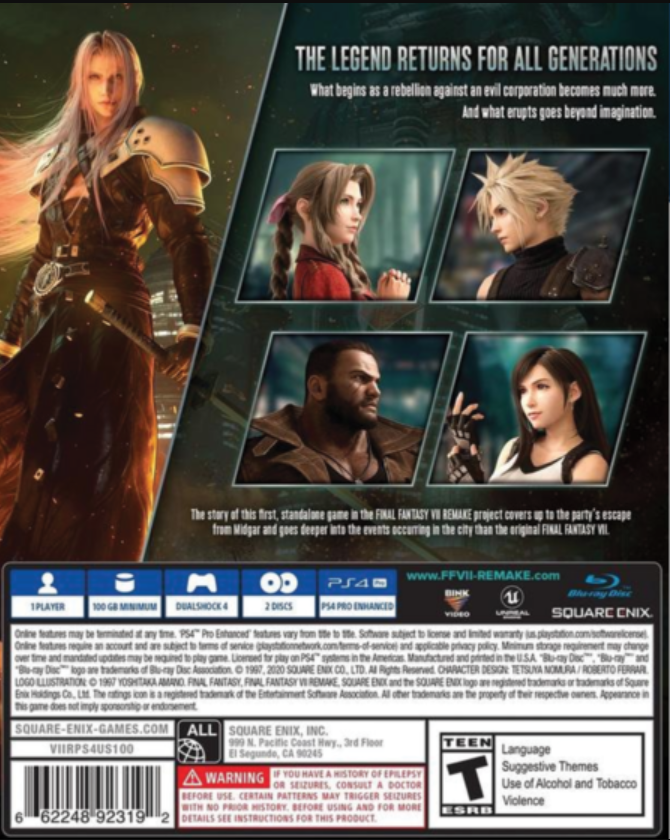 THE LEGEND RETURNS FOR ALL GENERATIONS
What begins as a rebellion against an evil corporation becomes much more.
And what erupts goes beyond imagination.
The story of this first, standalone game in the FINAL FANTASY VII REMAKE project covers up to the party's escape
from Midgar and goes deeper into the events occurring in the city than the original FINAL FANTASY VII.
1 PLAYER
100 GB MINIMUM
DUALSHOCK 4
2 DISCS
PS4 PRO
PS4 PRO ENHANCED
www.FFVII-REMAKE.com
BINK
VIDEO
UNREAL
Blu-ray Disc
SQUARE ENIX.
Online features may be terminated at any time. 'PS4™ Pro Enhanced' features vary from title to title. Software subject to license and limited warranty (us.playstation.com/softwarelicense).
Online features require an account and are subject to terms of service (playstationnetwork.com/terms-of-service) and applicable privacy policy. Minimum storage requirement may change
over time and mandated updates may be required to play game. Licensed for play on PS4™ systems in the Americas. Manufactured and printed in the U.S.A. "Blu-ray Disc™", "Blu-ray™" and
"Blu-ray Disc™" logo are trademarks of Blu-ray Disc Association. © 1997, 2020 SQUARE ENIX CO., LTD. All Rights Reserved. CHARACTER DESIGN: TETSUYA NOMURA / ROBERTO FERRARI.
LOGO ILLUSTRATION: © 1997 YOSHITAKA AMANO. FINAL FANTASY, FINAL FANTASY VII REMAKE, SQUARE ENIX and the SQUARE ENIX logo are registered trademarks or trademarks of Square
Enix Holdings Co., Ltd. The ratings icon is a registered trademark of the Entertainment Software Association. All other trademarks are the property of their respective owners. Appearance in
this game does not imply sponsorship or endorsement.
SQUARE-ENIX-GAMES.COM
VIIRPS4US100
ALL
SQUARE ENIX, INC.
999 N. Pacific Coast Hwy., 3rd Floor
El Segundo, CA 90245
WARNING IF YOU HAVE A HISTORY OF EPILEPSY
OR SEIZURES, CONSULT A DOCTOR
BEFORE USE. CERTAIN PATTERNS MAY TRIGGER SEIZURES
WITH NO PRIOR HISTORY. BEFORE USING AND FOR MORE
DETAILS SEE INSTRUCTIONS FOR THIS PRODUCT.
6 62248 92319 2
TEEN
T
ESRB
Language
Suggestive Themes
Use of Alcohol and Tobacco
Violence